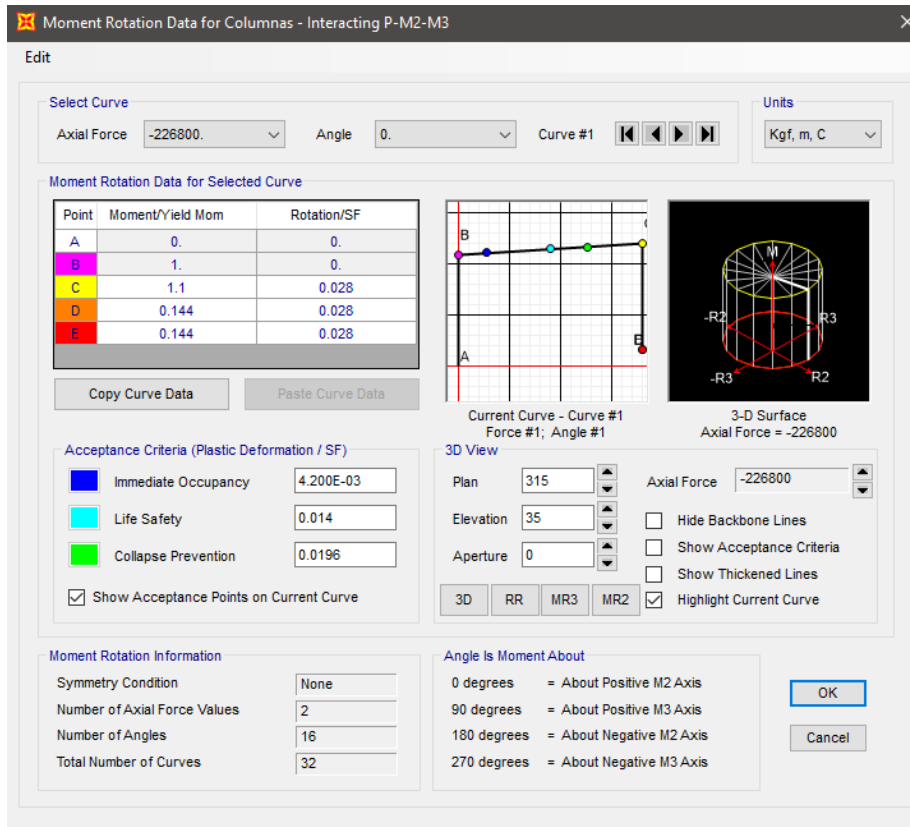 Moment Rotation Data for Columnas - Interacting P-M2-M3
Edit
Select Curve
Axial Force -226800. Angle 0. Curve #1
Units
Kgf, m, C
Moment Rotation Data for Selected Curve
Point Moment/Yield Mom Rotation/SF
A 0. 0.
B 1. 0.
C 1.1 0.028
D 0.144 0.028
E 0.144 0.028
Copy Curve Data Paste Curve Data
B
A
E
Current Curve - Curve #1
Force #1; Angle #1
M
-R2 R3
-R3 R2
3-D Surface
Axial Force = -226800
Acceptance Criteria (Plastic Deformation / SF)
Immediate Occupancy 4.200E-03
Life Safety 0.014
Collapse Prevention 0.0196
Show Acceptance Points on Current Curve
3D View
Plan 315
Elevation 35
Aperture 0
3D RR MR3 MR2
Axial Force -226800
Hide Backbone Lines
Show Acceptance Criteria
Show Thickened Lines
Highlight Current Curve
Moment Rotation Information
Symmetry Condition None
Number of Axial Force Values 2
Number of Angles 16
Total Number of Curves 32
Angle Is Moment About
0 degrees = About Positive M2 Axis
90 degrees = About Positive M3 Axis
180 degrees = About Negative M2 Axis
270 degrees = About Negative M3 Axis
OK
Cancel